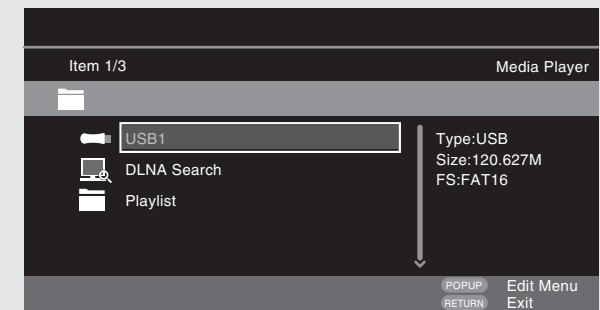 Item 1/3 Media Player
USB1
DLNA Search
Playlist
Type:USB
Size:120.627M
FS:FAT16
POPUP Edit Menu
RETURN Exit